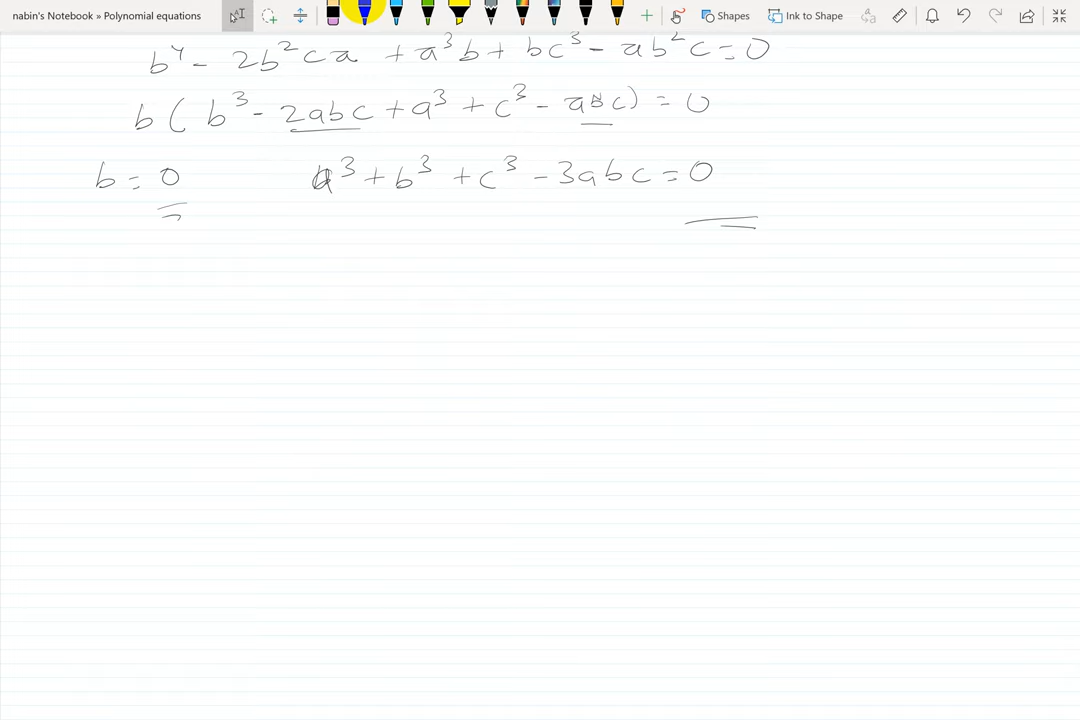 nabin's Notebook » Polynomial equations
Shapes Ink to Shape
b⁴ - 2b²ca + a³b + bc³ - ab²c = 0
b ( b³ - 2abc + a³ + c³ - abc) = 0
b = 0 a³ + b³ + c³ - 3abc = 0